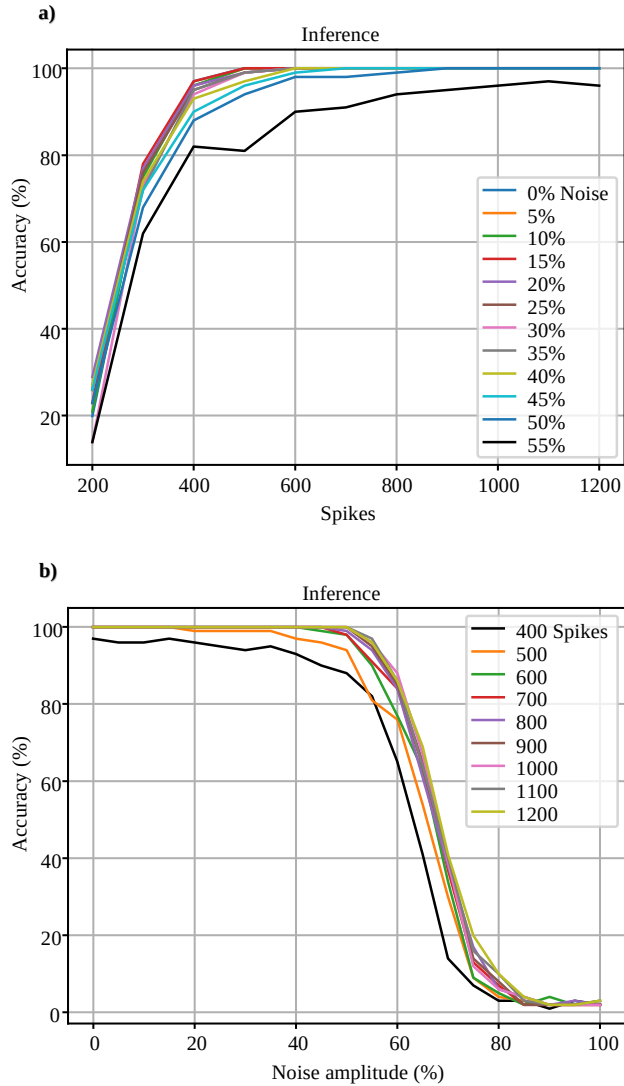 a)
Inference
100
80
60
40
20
Accuracy (%)
0% Noise
5%
10%
15%
20%
25%
30%
35%
40%
45%
50%
55%
200 400 600 800 1000 1200
Spikes
b)
Inference
100
80
60
40
20
0
Accuracy (%)
400 Spikes
500
600
700
800
900
1000
1100
1200
0 20 40 60 80 100
Noise amplitude (%)